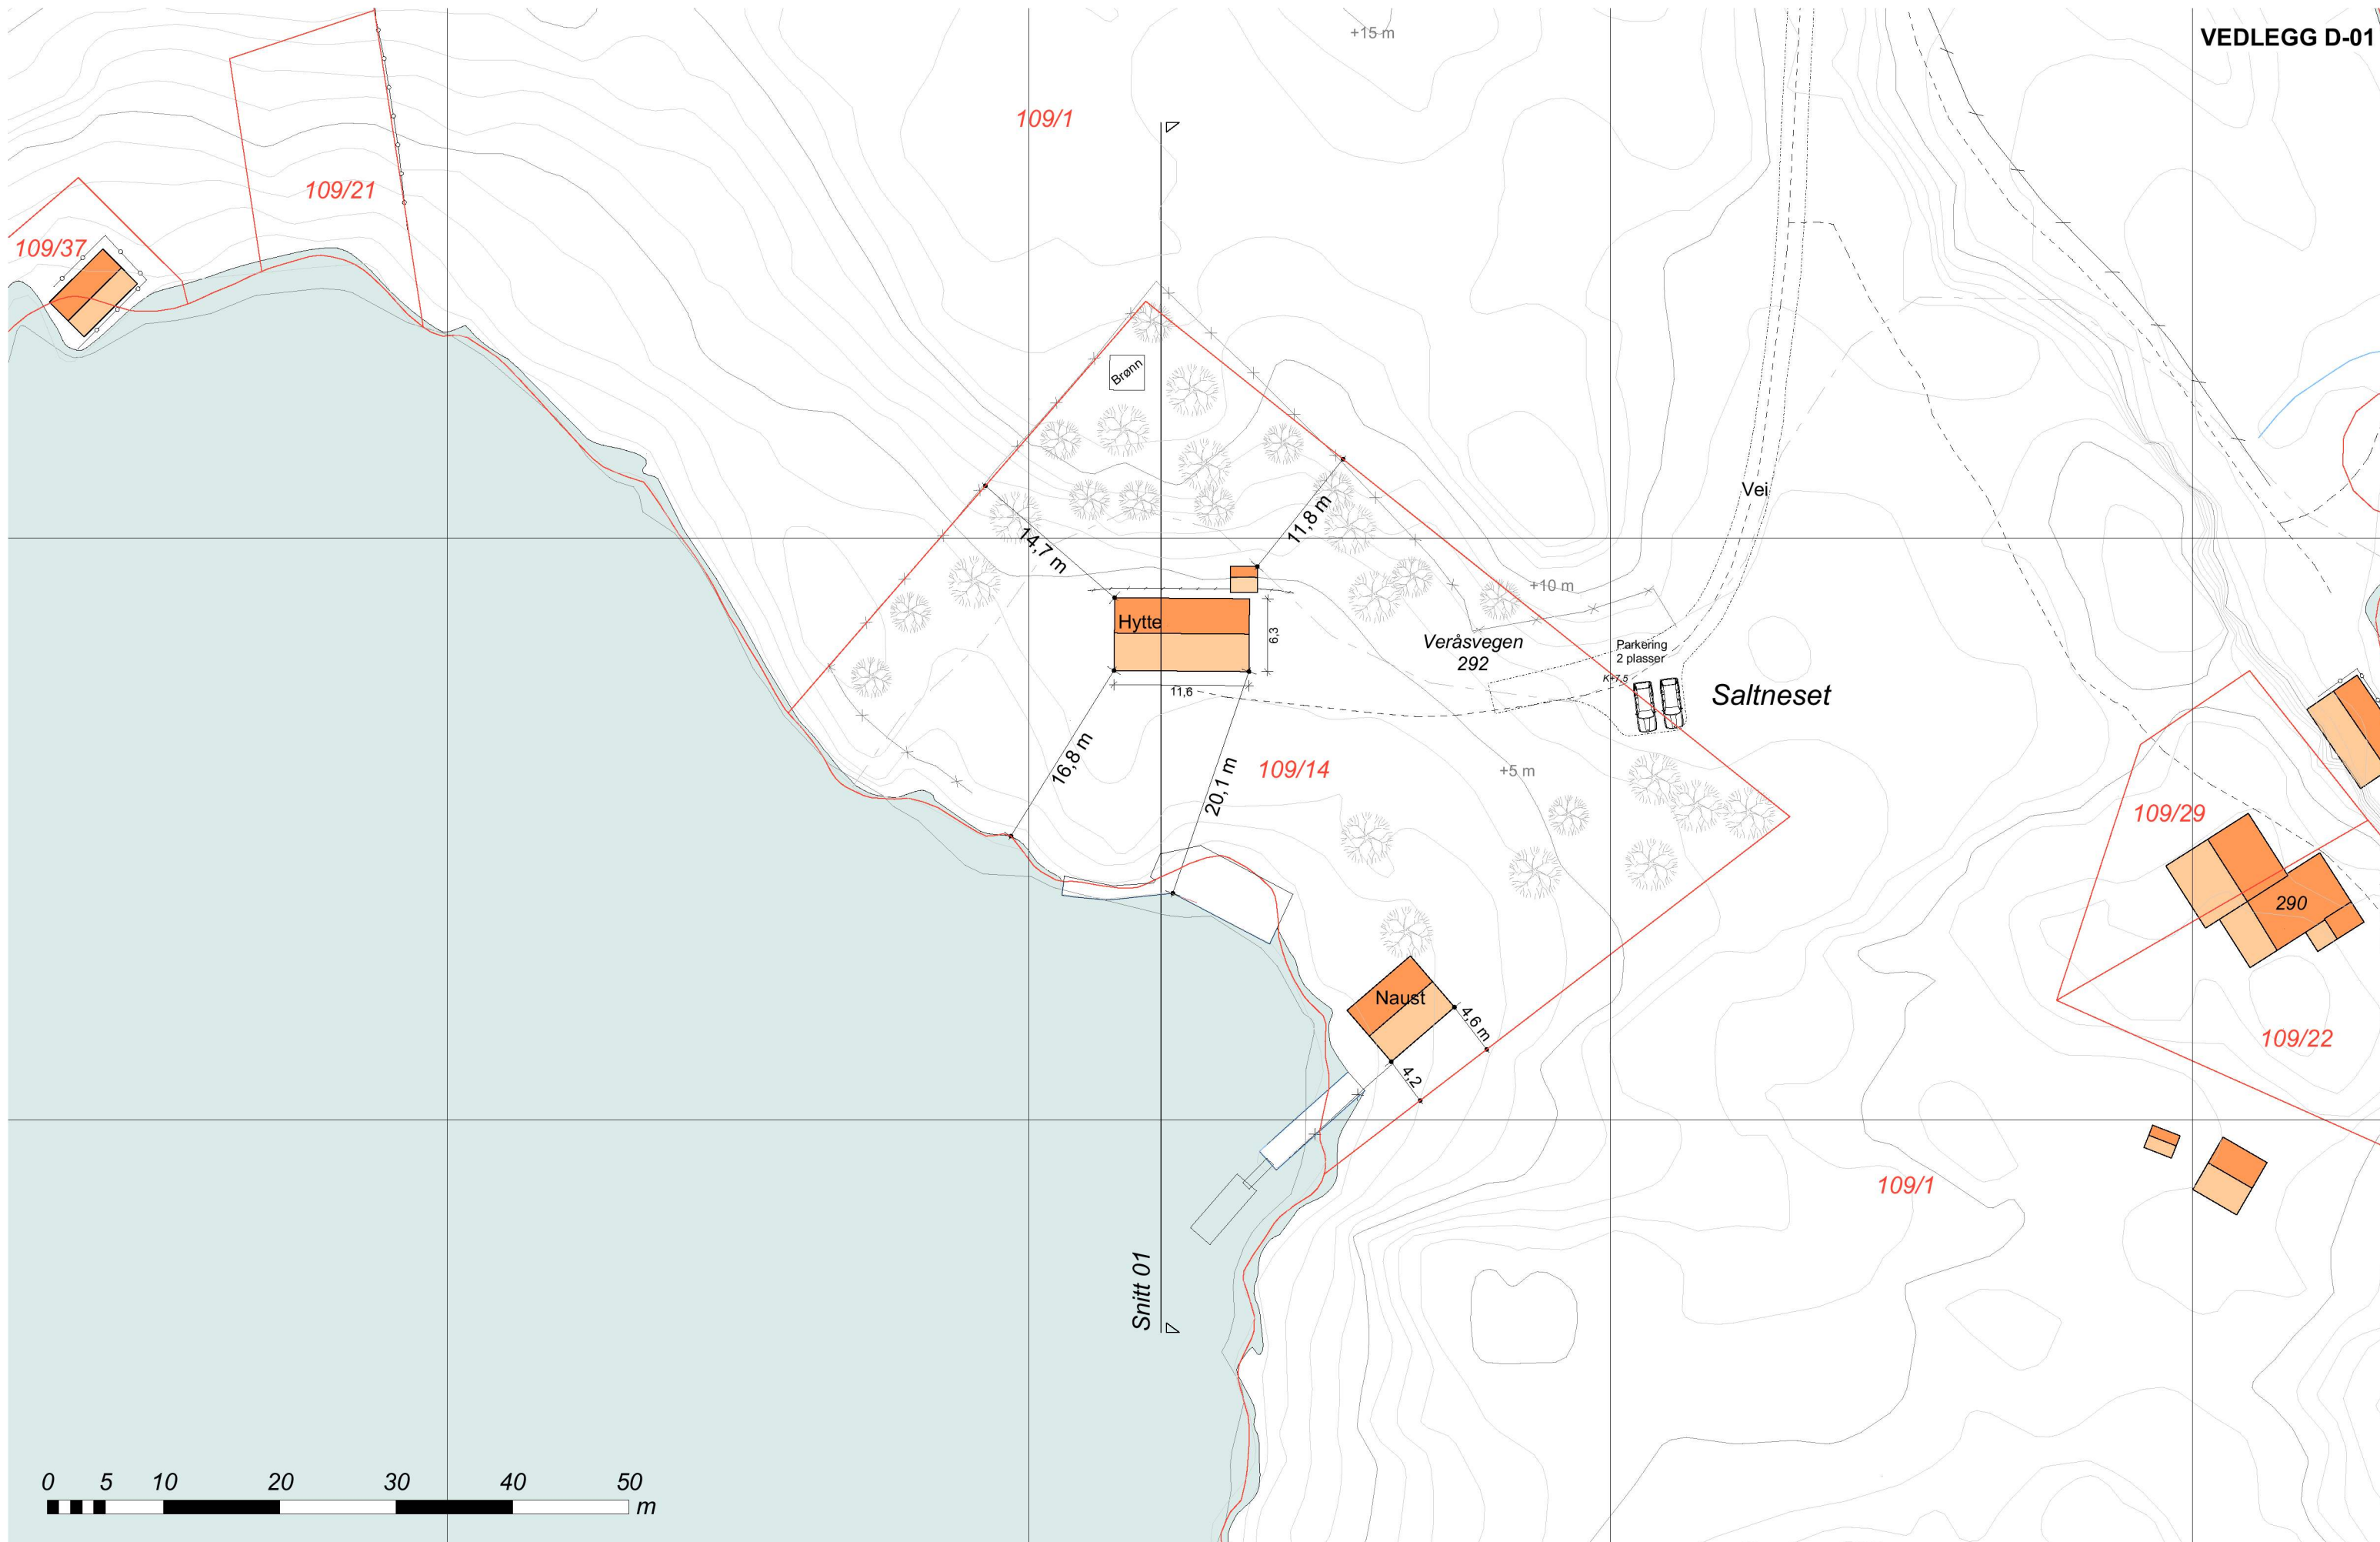 VEDLEGG D-01
+15 m
109/1
109/21
109/37
Brønn
Vei
11,8 m
14,7 m
+10 m
Hytte
6,3
Veråsvegen
292
Parkering
2 plasser
K+7,5
11,6
Saltneset
16,8 m
20,1 m
109/14
+5 m
109/29
290
Naust
4,6 m
109/22
4,2
109/1
Snitt 01
0 5 10 20 30 40 50
m